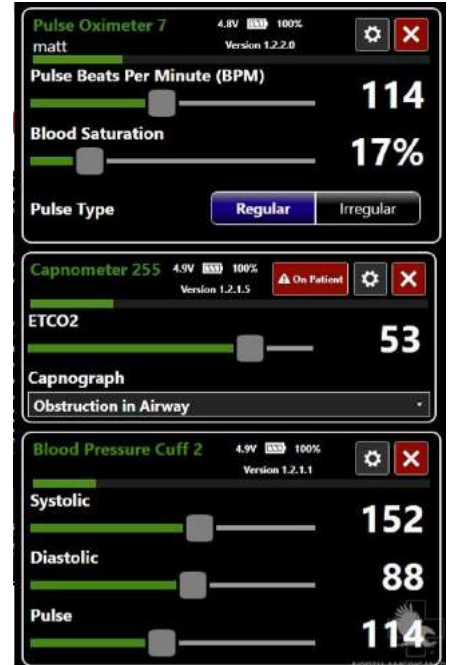 Pulse Oximeter 7 4.8V 100%
matt Version 1.2.2.0
Pulse Beats Per Minute (BPM)
114
Blood Saturation
17%
Pulse Type Regular Irregular
Capnometer 255 4.9V 100%
Version 1.2.1.5 On Patient
ETCO2
53
Capnograph
Obstruction in Airway
Blood Pressure Cuff 2 4.9V 100%
Version 1.2.1.1
Systolic
152
Diastolic
88
Pulse
114